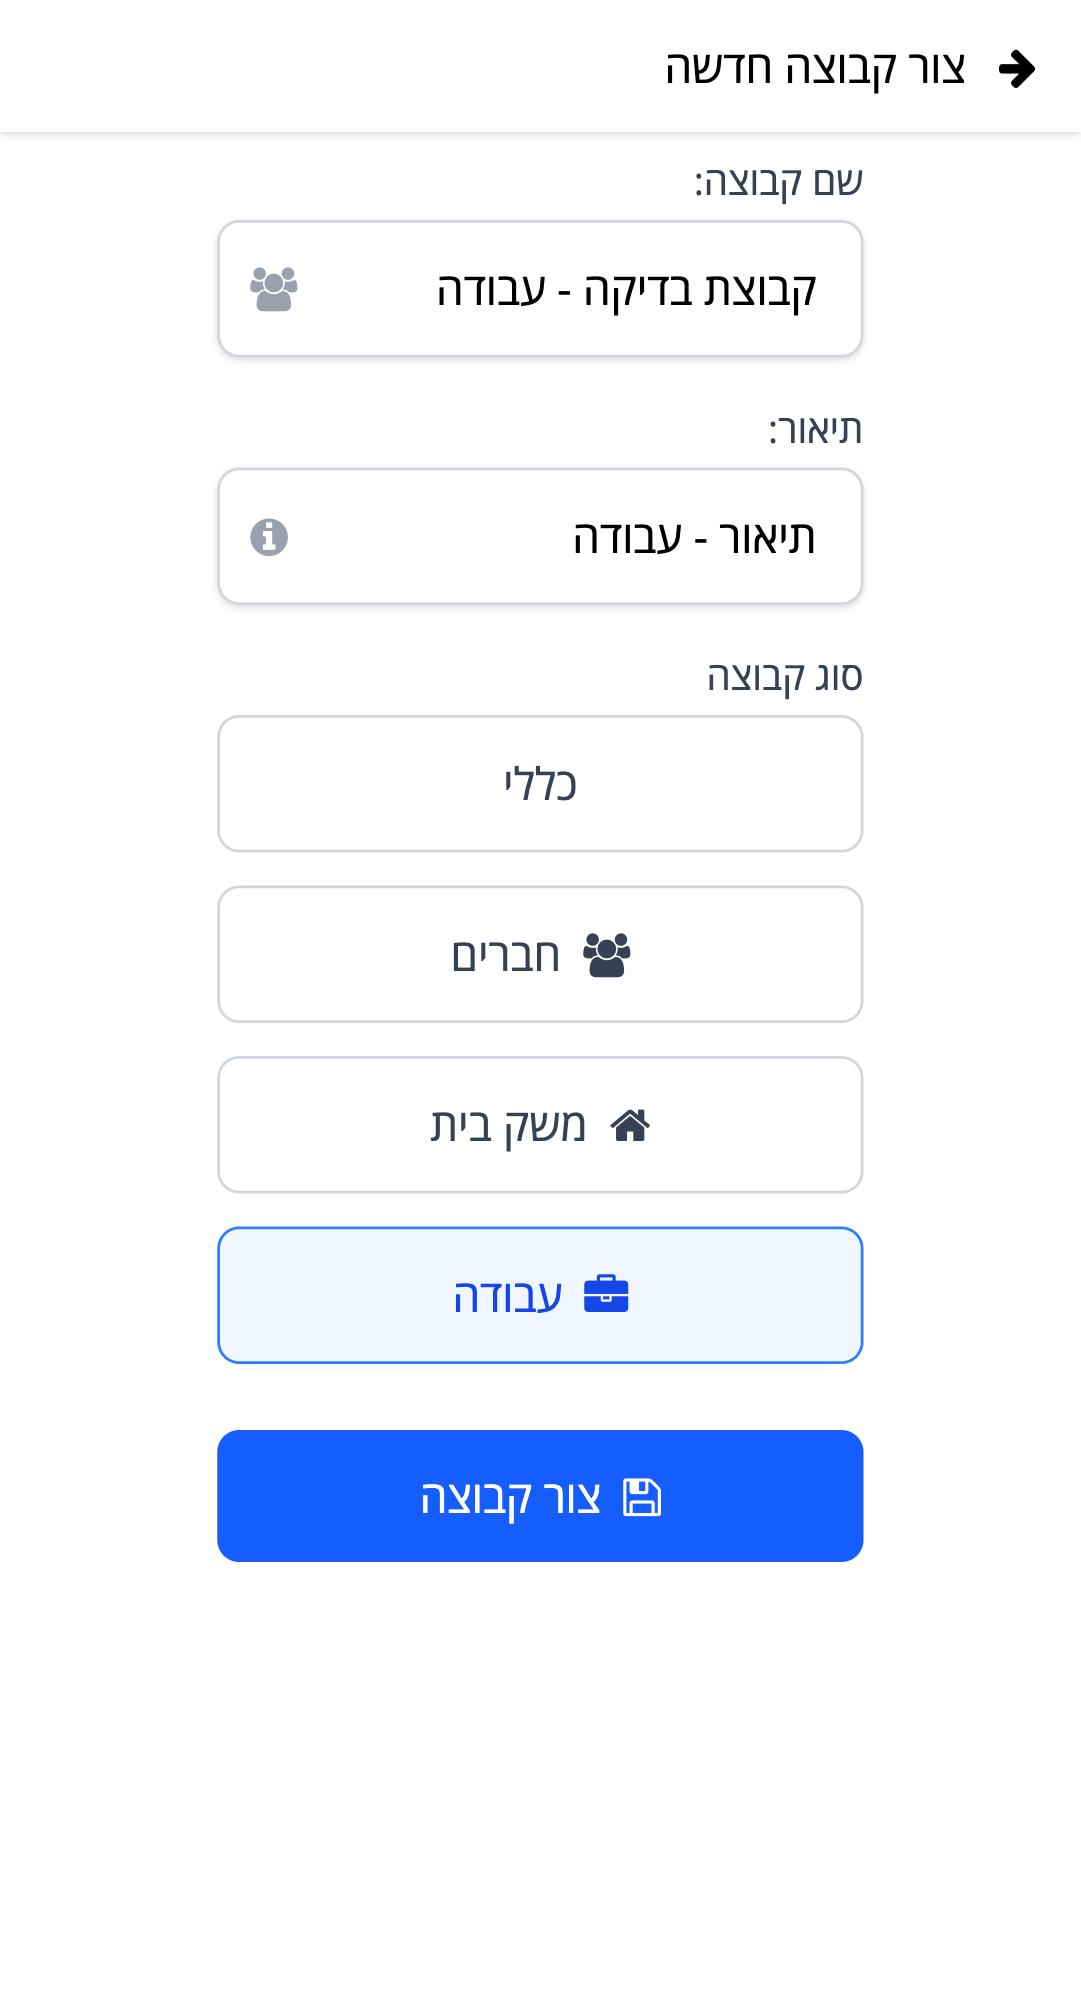 צור קבוצה חדשה
שם קבוצה:
קבוצת בדיקה - עבודה
תיאור:
תיאור - עבודה
סוג קבוצה
כללי
חברים
משק בית
עבודה
צור קבוצה